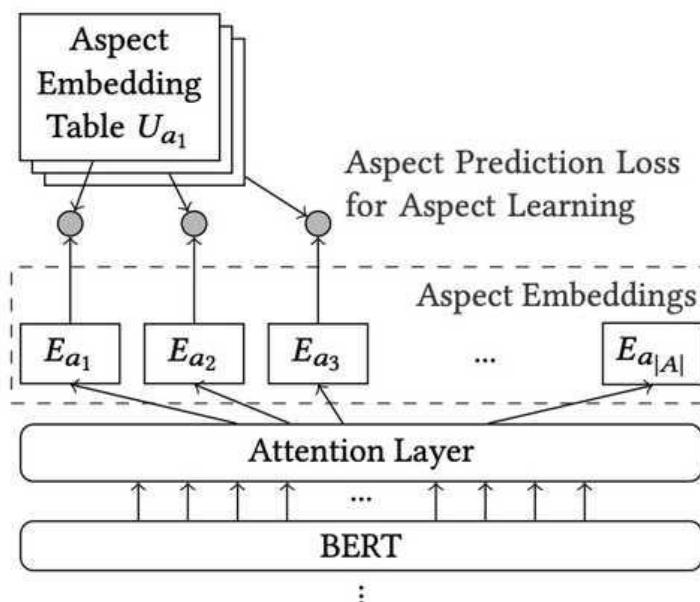 Aspect
Embedding
Table U_{a_1}
Aspect Prediction Loss
for Aspect Learning
Aspect Embeddings
E_{a_1} E_{a_2} E_{a_3} ... E_{a_{|A|}}
Attention Layer
...
BERT
⋮